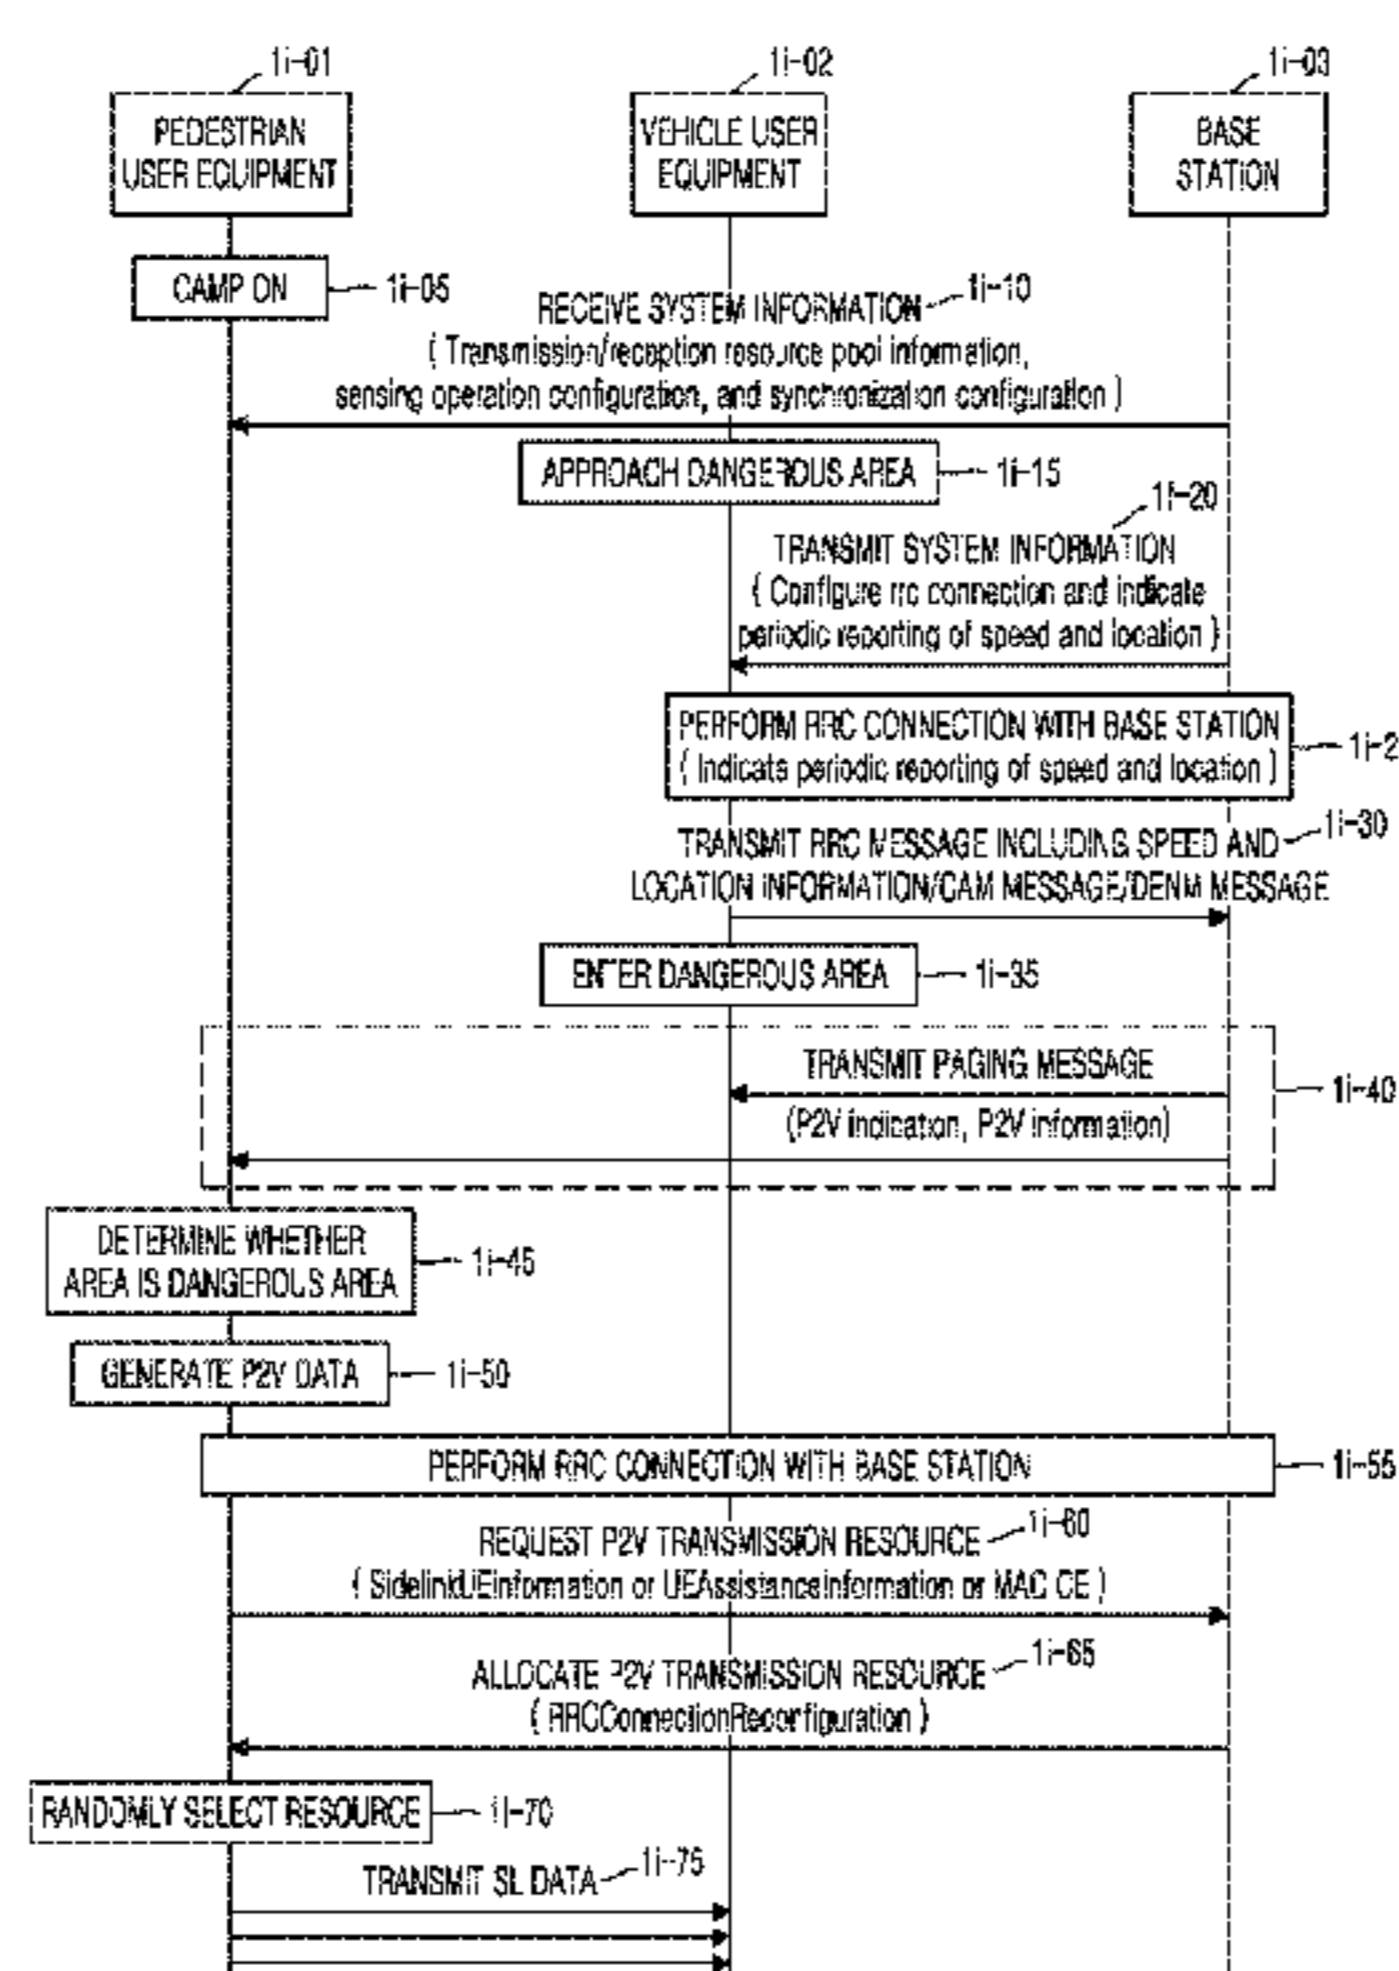 1i-01
1i-02
1i-03
PEDESTRIAN
USER EQUIPMENT
VEHICLE USER
EQUIPMENT
BASE
STATION
CAMP ON
1i-05
RECEIVE SYSTEM INFORMATION
1i-10
( Transmission/reception resource pool information,
sensing operation configuration, and synchronization configuration )
APPROACH DANGEROUS AREA
1i-15
1i-20
TRANSMIT SYSTEM INFORMATION
( Configure rrc connection and indicate
periodic reporting of speed and location )
PERFORM RRC CONNECTION WITH BASE STATION
( Indicate periodic reporting of speed and location )
1i-2
TRANSMIT RRC MESSAGE INCLUDING SPEED AND
1i-30
LOCATION INFORMATION/CAM MESSAGE/DENM MESSAGE
ENTER DANGEROUS AREA
1i-35
TRANSMIT PAGING MESSAGE
1i-40
(P2V indication, P2V information)
DETERMINE WHETHER
AREA IS DANGEROUS AREA
1i-45
GENERATE P2V DATA
1i-50
PERFORM RRC CONNECTION WITH BASE STATION
1i-55
REQUEST P2V TRANSMISSION RESOURCE
1i-60
( SidelinkUEinformation or UEAssistanceInformation or MAC CE )
ALLOCATE P2V TRANSMISSION RESOURCE
1i-65
( RRCConnectionReconfiguration )
RANDOMLY SELECT RESOURCE
1i-70
TRANSMIT SL DATA
1i-75